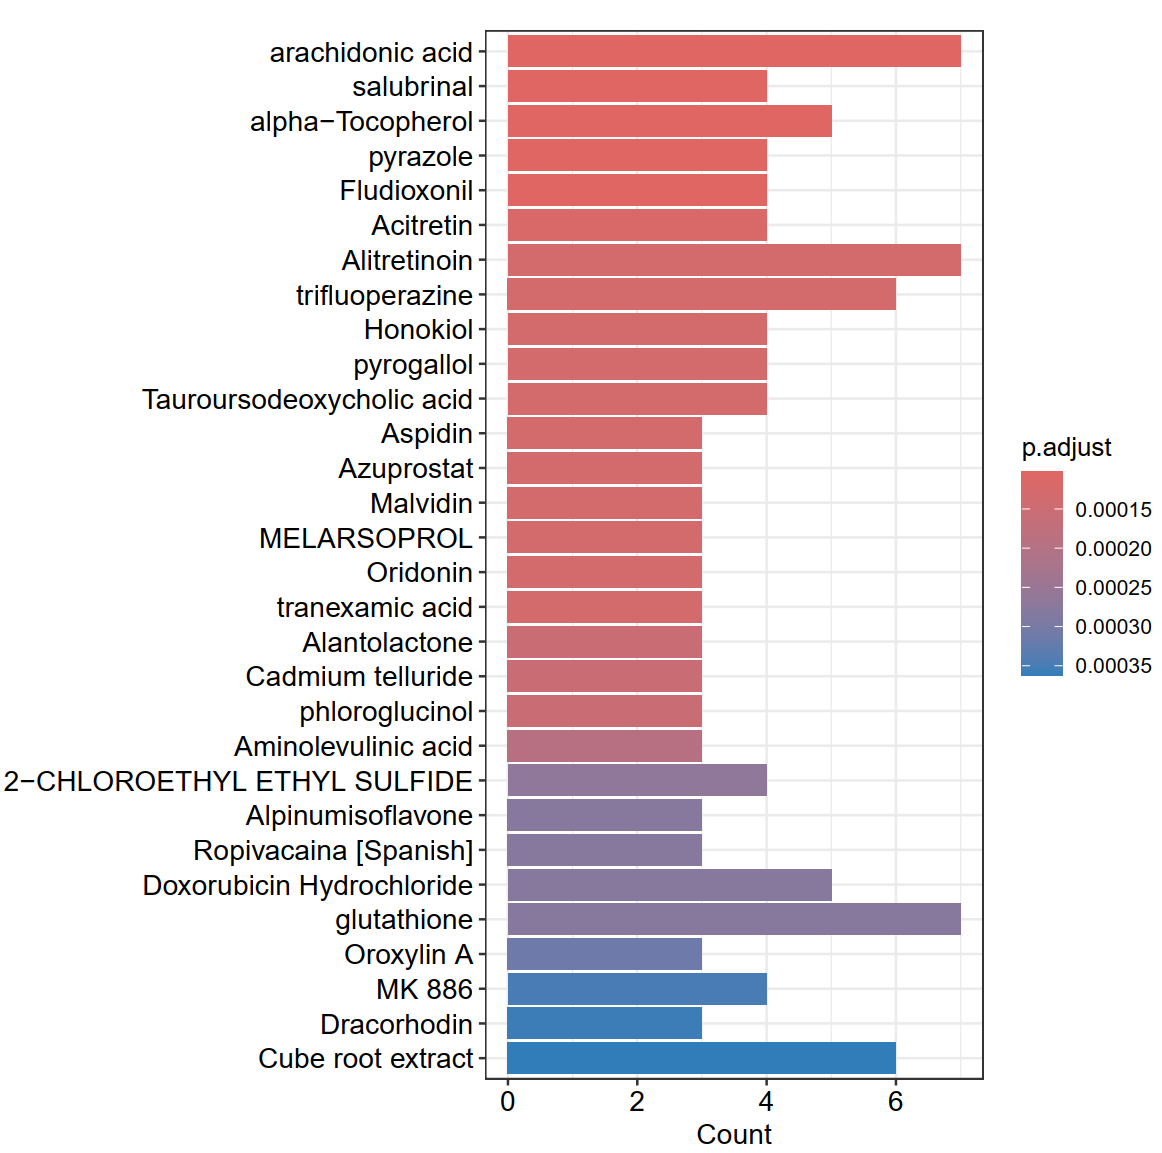 arachidonic acid
salubrinal
alpha−Tocopherol
pyrazole
Fludioxonil
Acitretin
Alitretinoin
trifluoperazine
Honokiol
pyrogallol
Tauroursodeoxycholic acid
Aspidin
Azuprostat
Malvidin
MELARSOPROL
Oridonin
tranexamic acid
Alantolactone
Cadmium telluride
phloroglucinol
Aminolevulinic acid
2−CHLOROETHYL ETHYL SULFIDE
Alpinumisoflavone
Ropivacaina [Spanish]
Doxorubicin Hydrochloride
glutathione
Oroxylin A
MK 886
Dracorhodin
Cube root extract
0 2 4 6
Count
p.adjust
0.00015
0.00020
0.00025
0.00030
0.00035